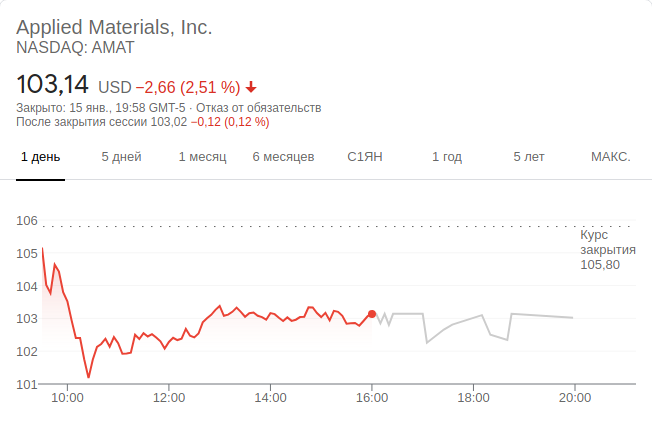 Applied Materials, Inc.
NASDAQ: AMAT
103,14 USD −2,66 (2,51 %) ↓
Закрыто: 15 янв., 19:58 GMT-5 · Отказ от обязательств
После закрытия сессии 103,02 −0,12 (0,12 %)
1 день 5 дней 1 месяц 6 месяцев С1ЯН 1 год 5 лет МАКС.
106
Курс
закрытия
105,80
105
104
103
102
101
10:00 12:00 14:00 16:00 18:00 20:00